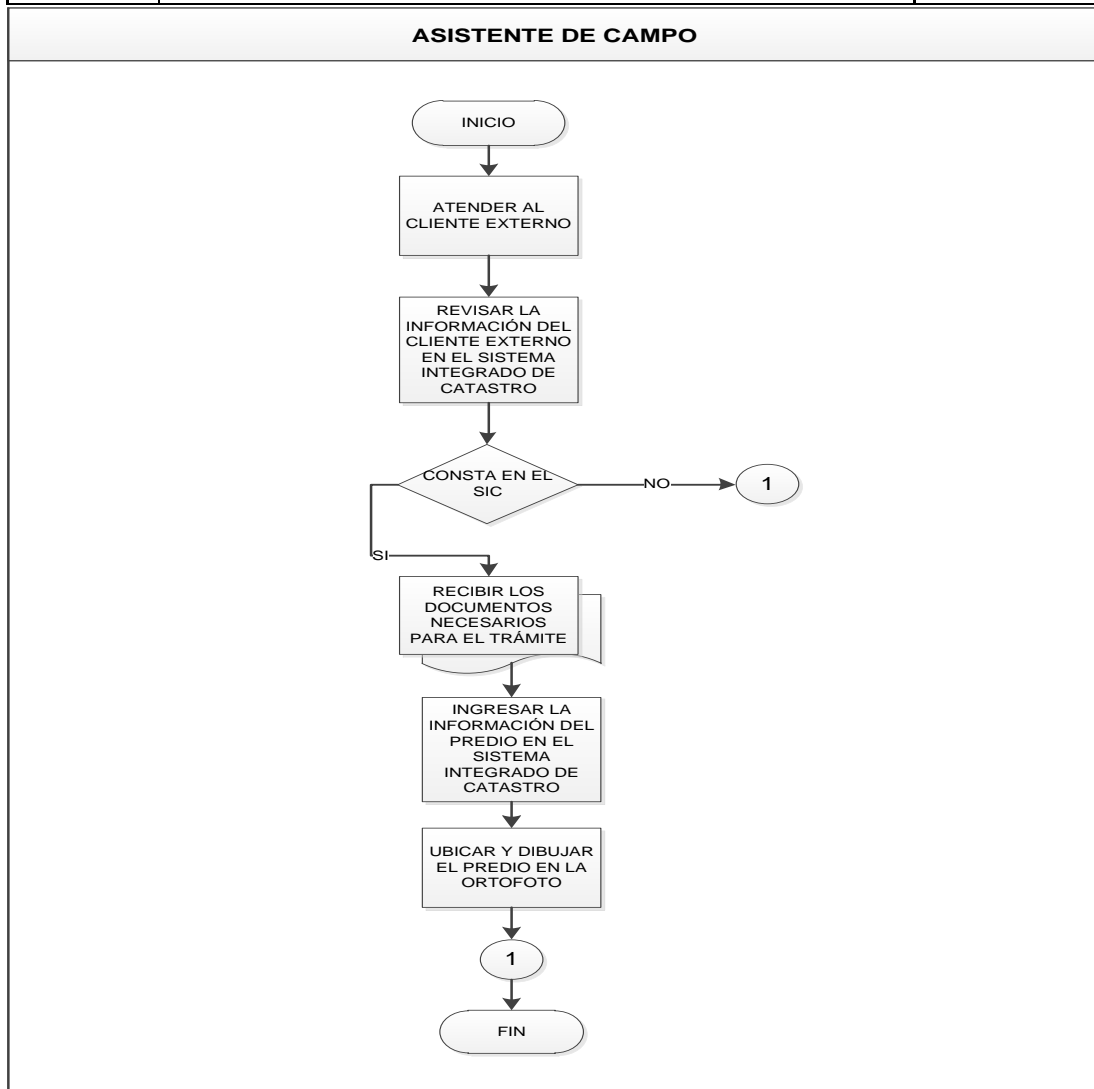 ASISTENTE DE CAMPO
INICIO
ATENDER AL
CLIENTE EXTERNO
REVISAR LA
INFORMACIÓN DEL
CLIENTE EXTERNO
EN EL SISTEMA
INTEGRADO DE
CATASTRO
CONSTA EN EL
SIC
NO
1
SI
RECIBIR LOS
DOCUMENTOS
NECESARIOS
PARA EL TRÁMITE
INGRESAR LA
INFORMACIÓN DEL
PREDIO EN EL
SISTEMA
INTEGRADO DE
CATASTRO
UBICAR Y DIBUJAR
EL PREDIO EN LA
ORTOFOTO
1
FIN